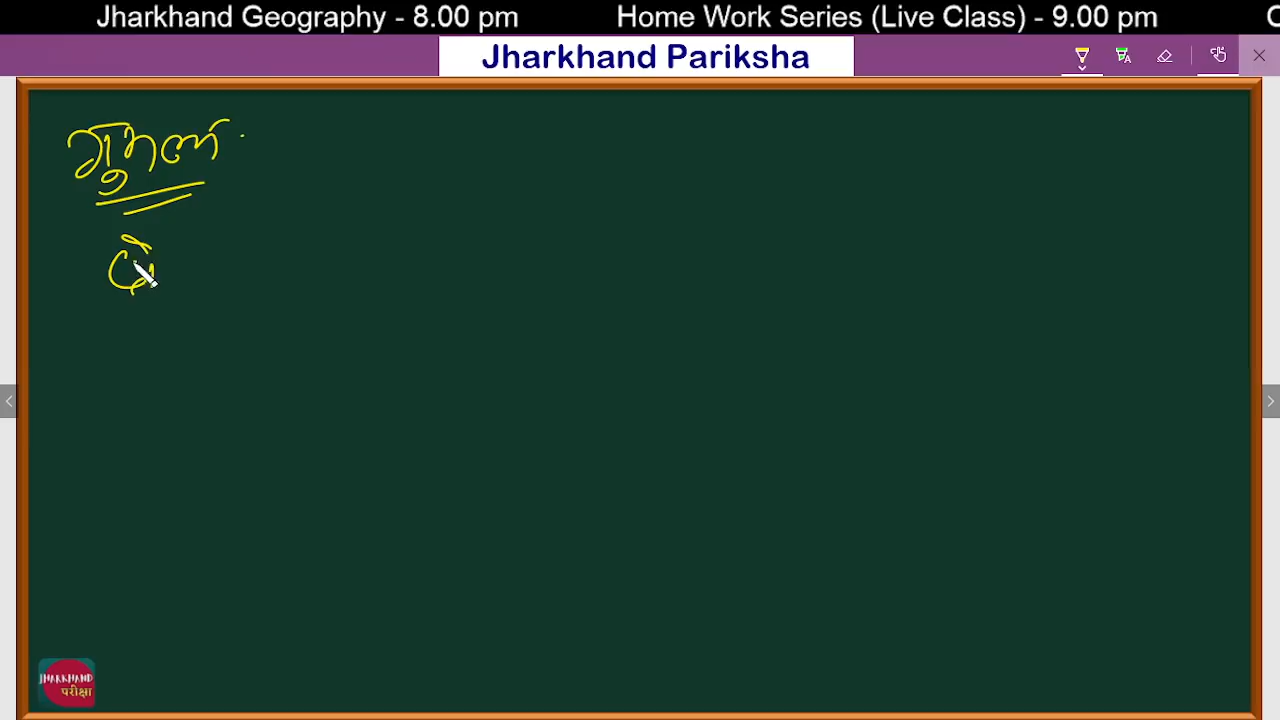 Jharkhand Geography - 8.00 pm Home Work Series (Live Class) - 9.00 pm C
Jharkhand Pariksha
JHARKHAND
परीक्षा